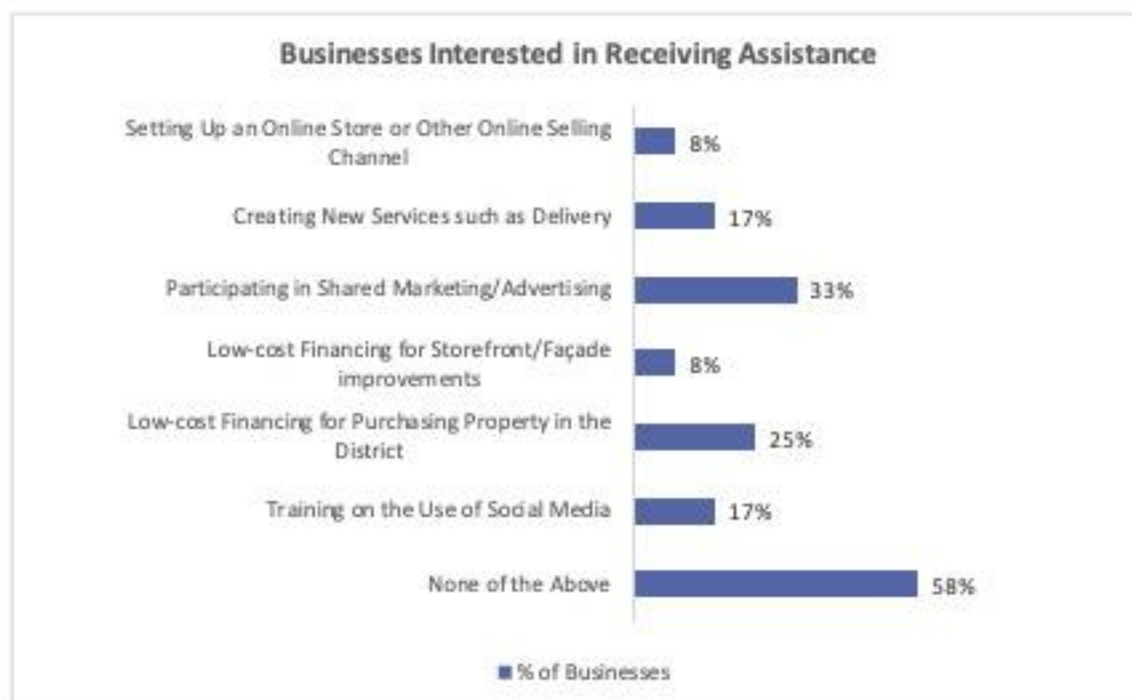 Businesses Interested in Receiving Assistance
Setting Up an Online Store or Other Online Selling
Channel
8%
Creating New Services such as Delivery
17%
Participating in Shared Marketing/Advertising
33%
Low-cost Financing for Storefront/Façade
improvements
8%
Low-cost Financing for Purchasing Property in the
District
25%
Training on the Use of Social Media
17%
None of the Above
58%
% of Businesses